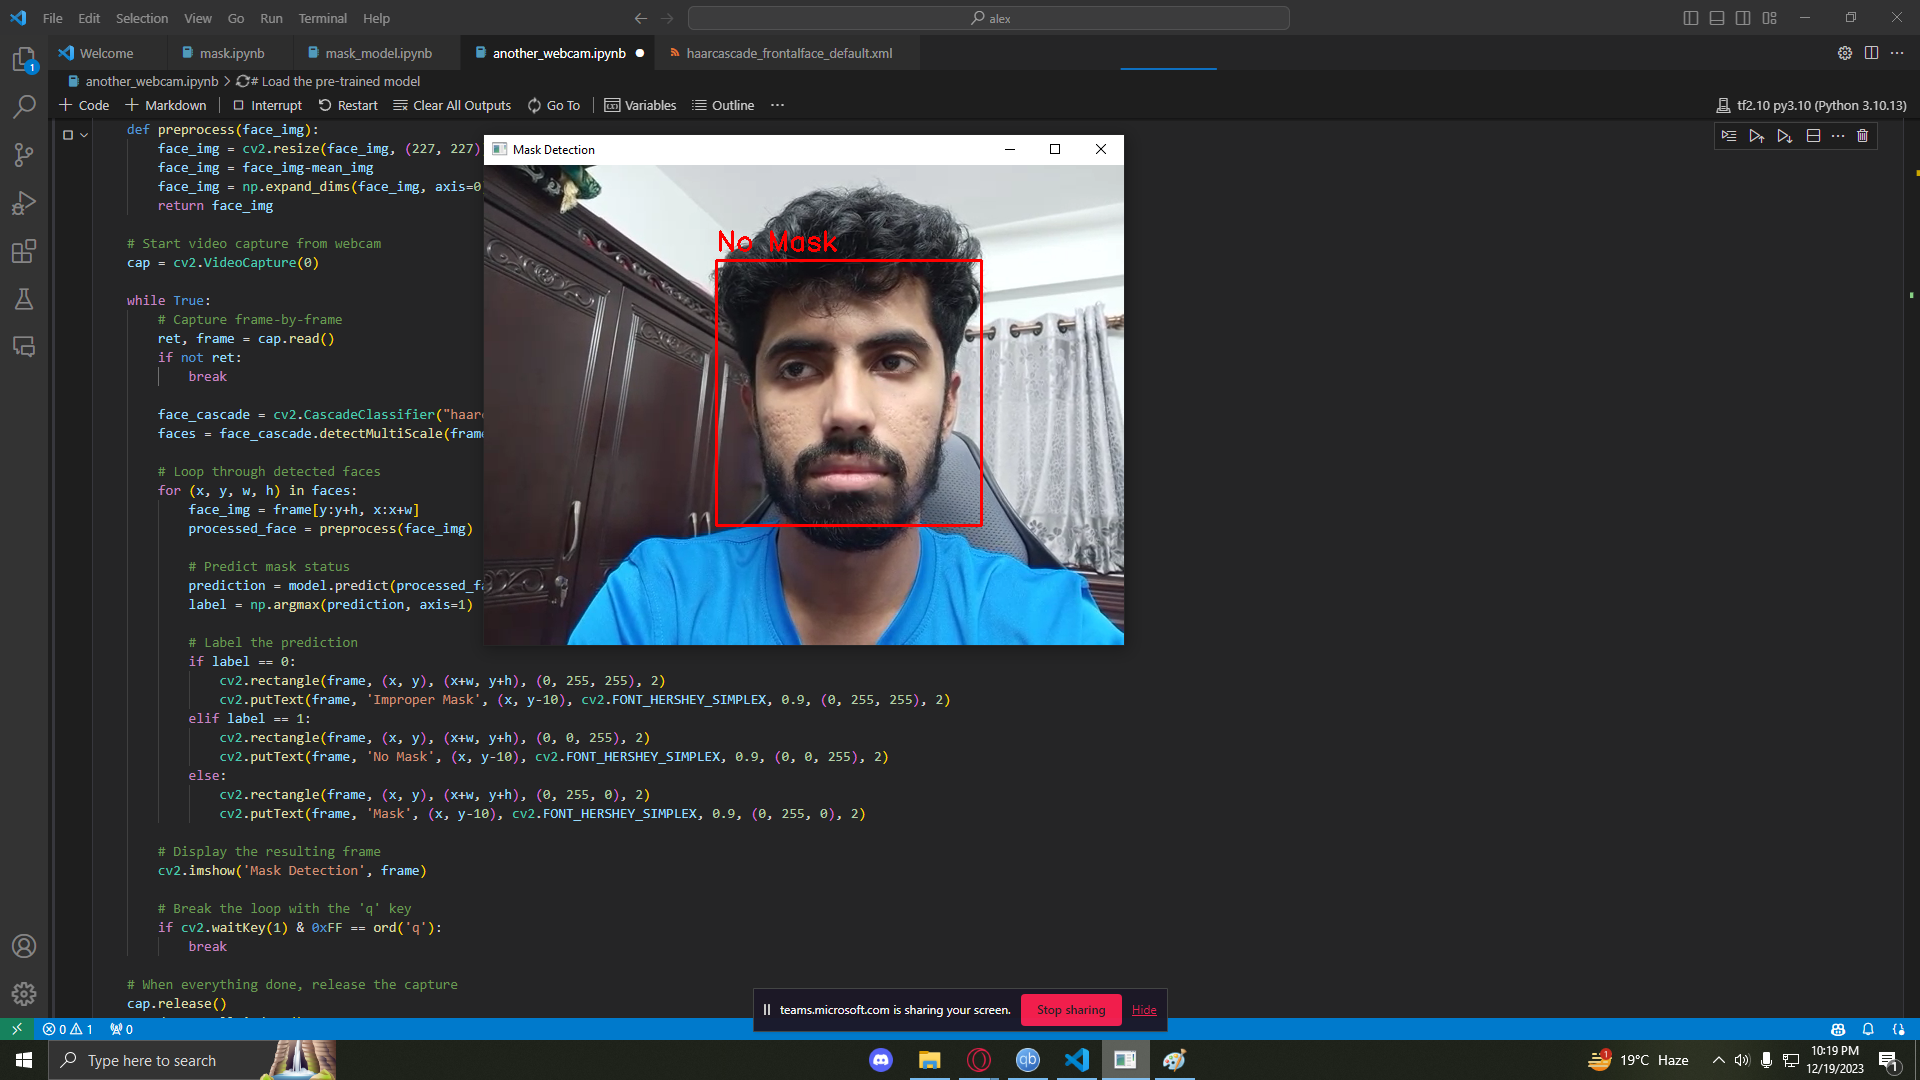 File Edit Selection View Go Run Terminal Help
alex
Welcome
mask.ipynb
mask_model.ipynb
another_webcam.ipynb
haarcascade_frontalface_default.xml
1
another_webcam.ipynb > # Load the pre-trained model
+ Code + Markdown | Interrupt Restart Clear All Outputs Go To | Variables Outline ...
tf2.10 py3.10 (Python 3.10.13)
def preprocess(face_img):
face_img = cv2.resize(face_img, (227, 227)
face_img = face_img-mean_img
face_img = np.expand_dims(face_img, axis=0
return face_img
# Start video capture from webcam
cap = cv2.VideoCapture(0)
while True:
# Capture frame-by-frame
ret, frame = cap.read()
if not ret:
break
face_cascade = cv2.CascadeClassifier("haar
faces = face_cascade.detectMultiScale(frame
# Loop through detected faces
for (x, y, w, h) in faces:
face_img = frame[y:y+h, x:x+w]
processed_face = preprocess(face_img)
# Predict mask status
prediction = model.predict(processed_fa
label = np.argmax(prediction, axis=1)
# Label the prediction
if label == 0:
cv2.rectangle(frame, (x, y), (x+w, y+h), (0, 255, 255), 2)
cv2.putText(frame, 'Improper Mask', (x, y-10), cv2.FONT_HERSHEY_SIMPLEX, 0.9, (0, 255, 255), 2)
elif label == 1:
cv2.rectangle(frame, (x, y), (x+w, y+h), (0, 0, 255), 2)
cv2.putText(frame, 'No Mask', (x, y-10), cv2.FONT_HERSHEY_SIMPLEX, 0.9, (0, 0, 255), 2)
else:
cv2.rectangle(frame, (x, y), (x+w, y+h), (0, 255, 0), 2)
cv2.putText(frame, 'Mask', (x, y-10), cv2.FONT_HERSHEY_SIMPLEX, 0.9, (0, 255, 0), 2)
# Display the resulting frame
cv2.imshow('Mask Detection', frame)
# Break the loop with the 'q' key
if cv2.waitKey(1) & 0xFF == ord('q'):
break
# When everything done, release the capture
cap.release()
Mask Detection
No Mask
teams.microsoft.com is sharing your screen.
Stop sharing
Hide
0 1 0
Type here to search
qb
1
19°C Haze
10:19 PM
12/19/2023
1